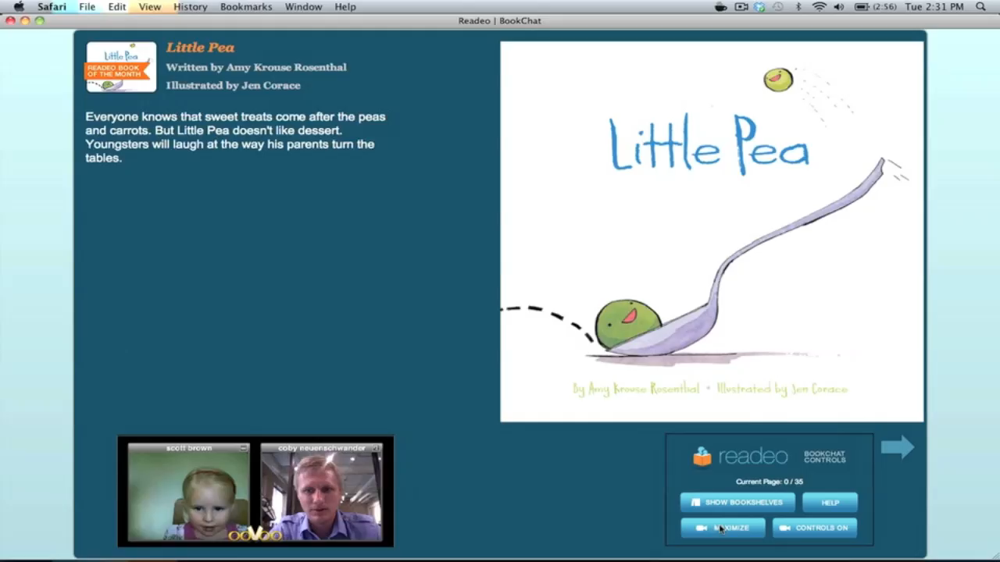 Safari File Edit View History Bookmarks Window Help (2:56) Tue 2:31 PM
Readeo | BookChat
Little Pea
READEO BOOK
OF THE MONTH
Little Pea
Written by Amy Krouse Rosenthal
Illustrated by Jen Corace
Everyone knows that sweet treats come after the peas
and carrots. But Little Pea doesn't like dessert.
Youngsters will laugh at the way his parents turn the
tables.
Little Pea
By Amy Krouse Rosenthal • Illustrated by Jen Corace
scott brown
coby neuenschwander
ooVoo
readeo BOOKCHAT
CONTROLS
Current Page: 0 / 35
SHOW BOOKSHELVES HELP
MAXIMIZE CONTROLS ON